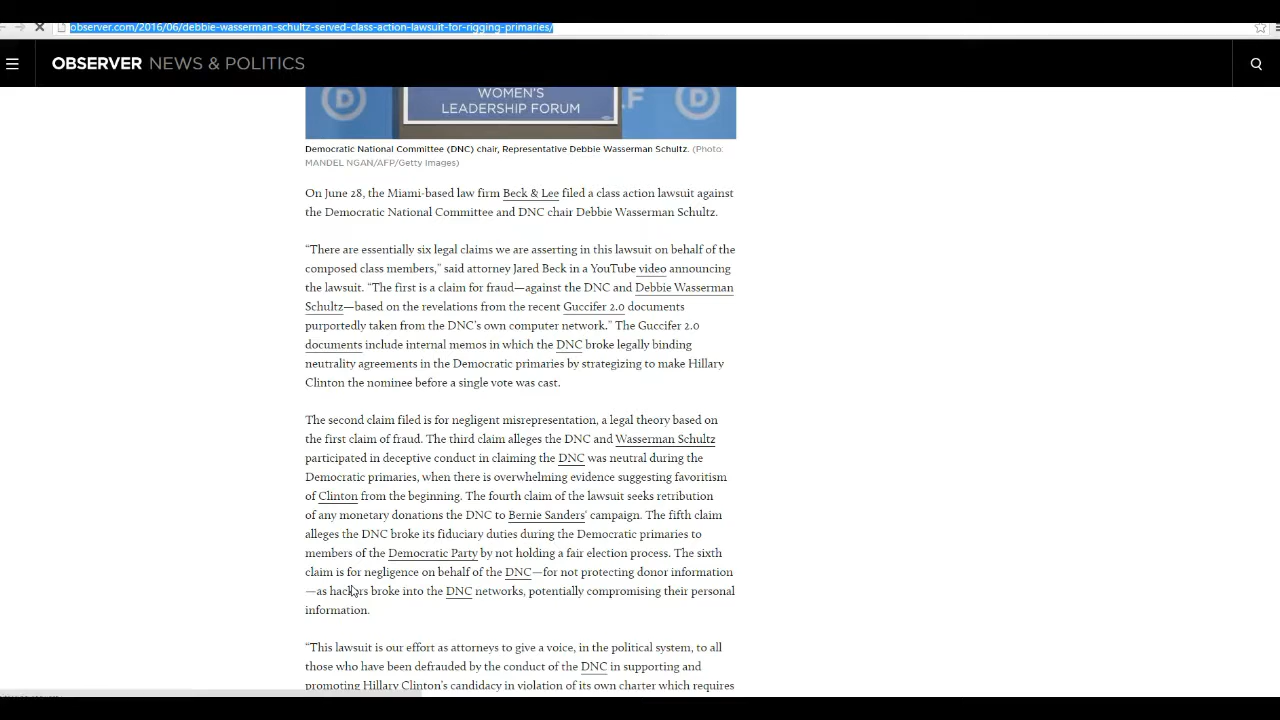 observer.com/2016/06/debbie-wasserman-schultz-served-class-action-lawsuit-for-rigging-primaries/
OBSERVER NEWS & POLITICS
WOMEN'S
LEADERSHIP FORUM
D
.F
D
Democratic National Committee (DNC) chair, Representative Debbie Wasserman Schultz. (Photo:
MANDEL NGAN/AFP/Getty Images)
On June 28, the Miami-based law firm Beck & Lee filed a class action lawsuit against
the Democratic National Committee and DNC chair Debbie Wasserman Schultz.
“There are essentially six legal claims we are asserting in this lawsuit on behalf of the
composed class members,” said attorney Jared Beck in a YouTube video announcing
the lawsuit. “The first is a claim for fraud—against the DNC and Debbie Wasserman
Schultz—based on the revelations from the recent Guccifer 2.0 documents
purportedly taken from the DNC’s own computer network.” The Guccifer 2.0
documents include internal memos in which the DNC broke legally binding
neutrality agreements in the Democratic primaries by strategizing to make Hillary
Clinton the nominee before a single vote was cast.
The second claim filed is for negligent misrepresentation, a legal theory based on
the first claim of fraud. The third claim alleges the DNC and Wasserman Schultz
participated in deceptive conduct in claiming the DNC was neutral during the
Democratic primaries, when there is overwhelming evidence suggesting favoritism
of Clinton from the beginning. The fourth claim of the lawsuit seeks retribution
of any monetary donations the DNC to Bernie Sanders’ campaign. The fifth claim
alleges the DNC broke its fiduciary duties during the Democratic primaries to
members of the Democratic Party by not holding a fair election process. The sixth
claim is for negligence on behalf of the DNC—for not protecting donor information
—as hackers broke into the DNC networks, potentially compromising their personal
information.
“This lawsuit is our effort as attorneys to give a voice, in the political system, to all
those who have been defrauded by the conduct of the DNC in supporting and
promoting Hillary Clinton’s candidacy in violation of its own charter which requires